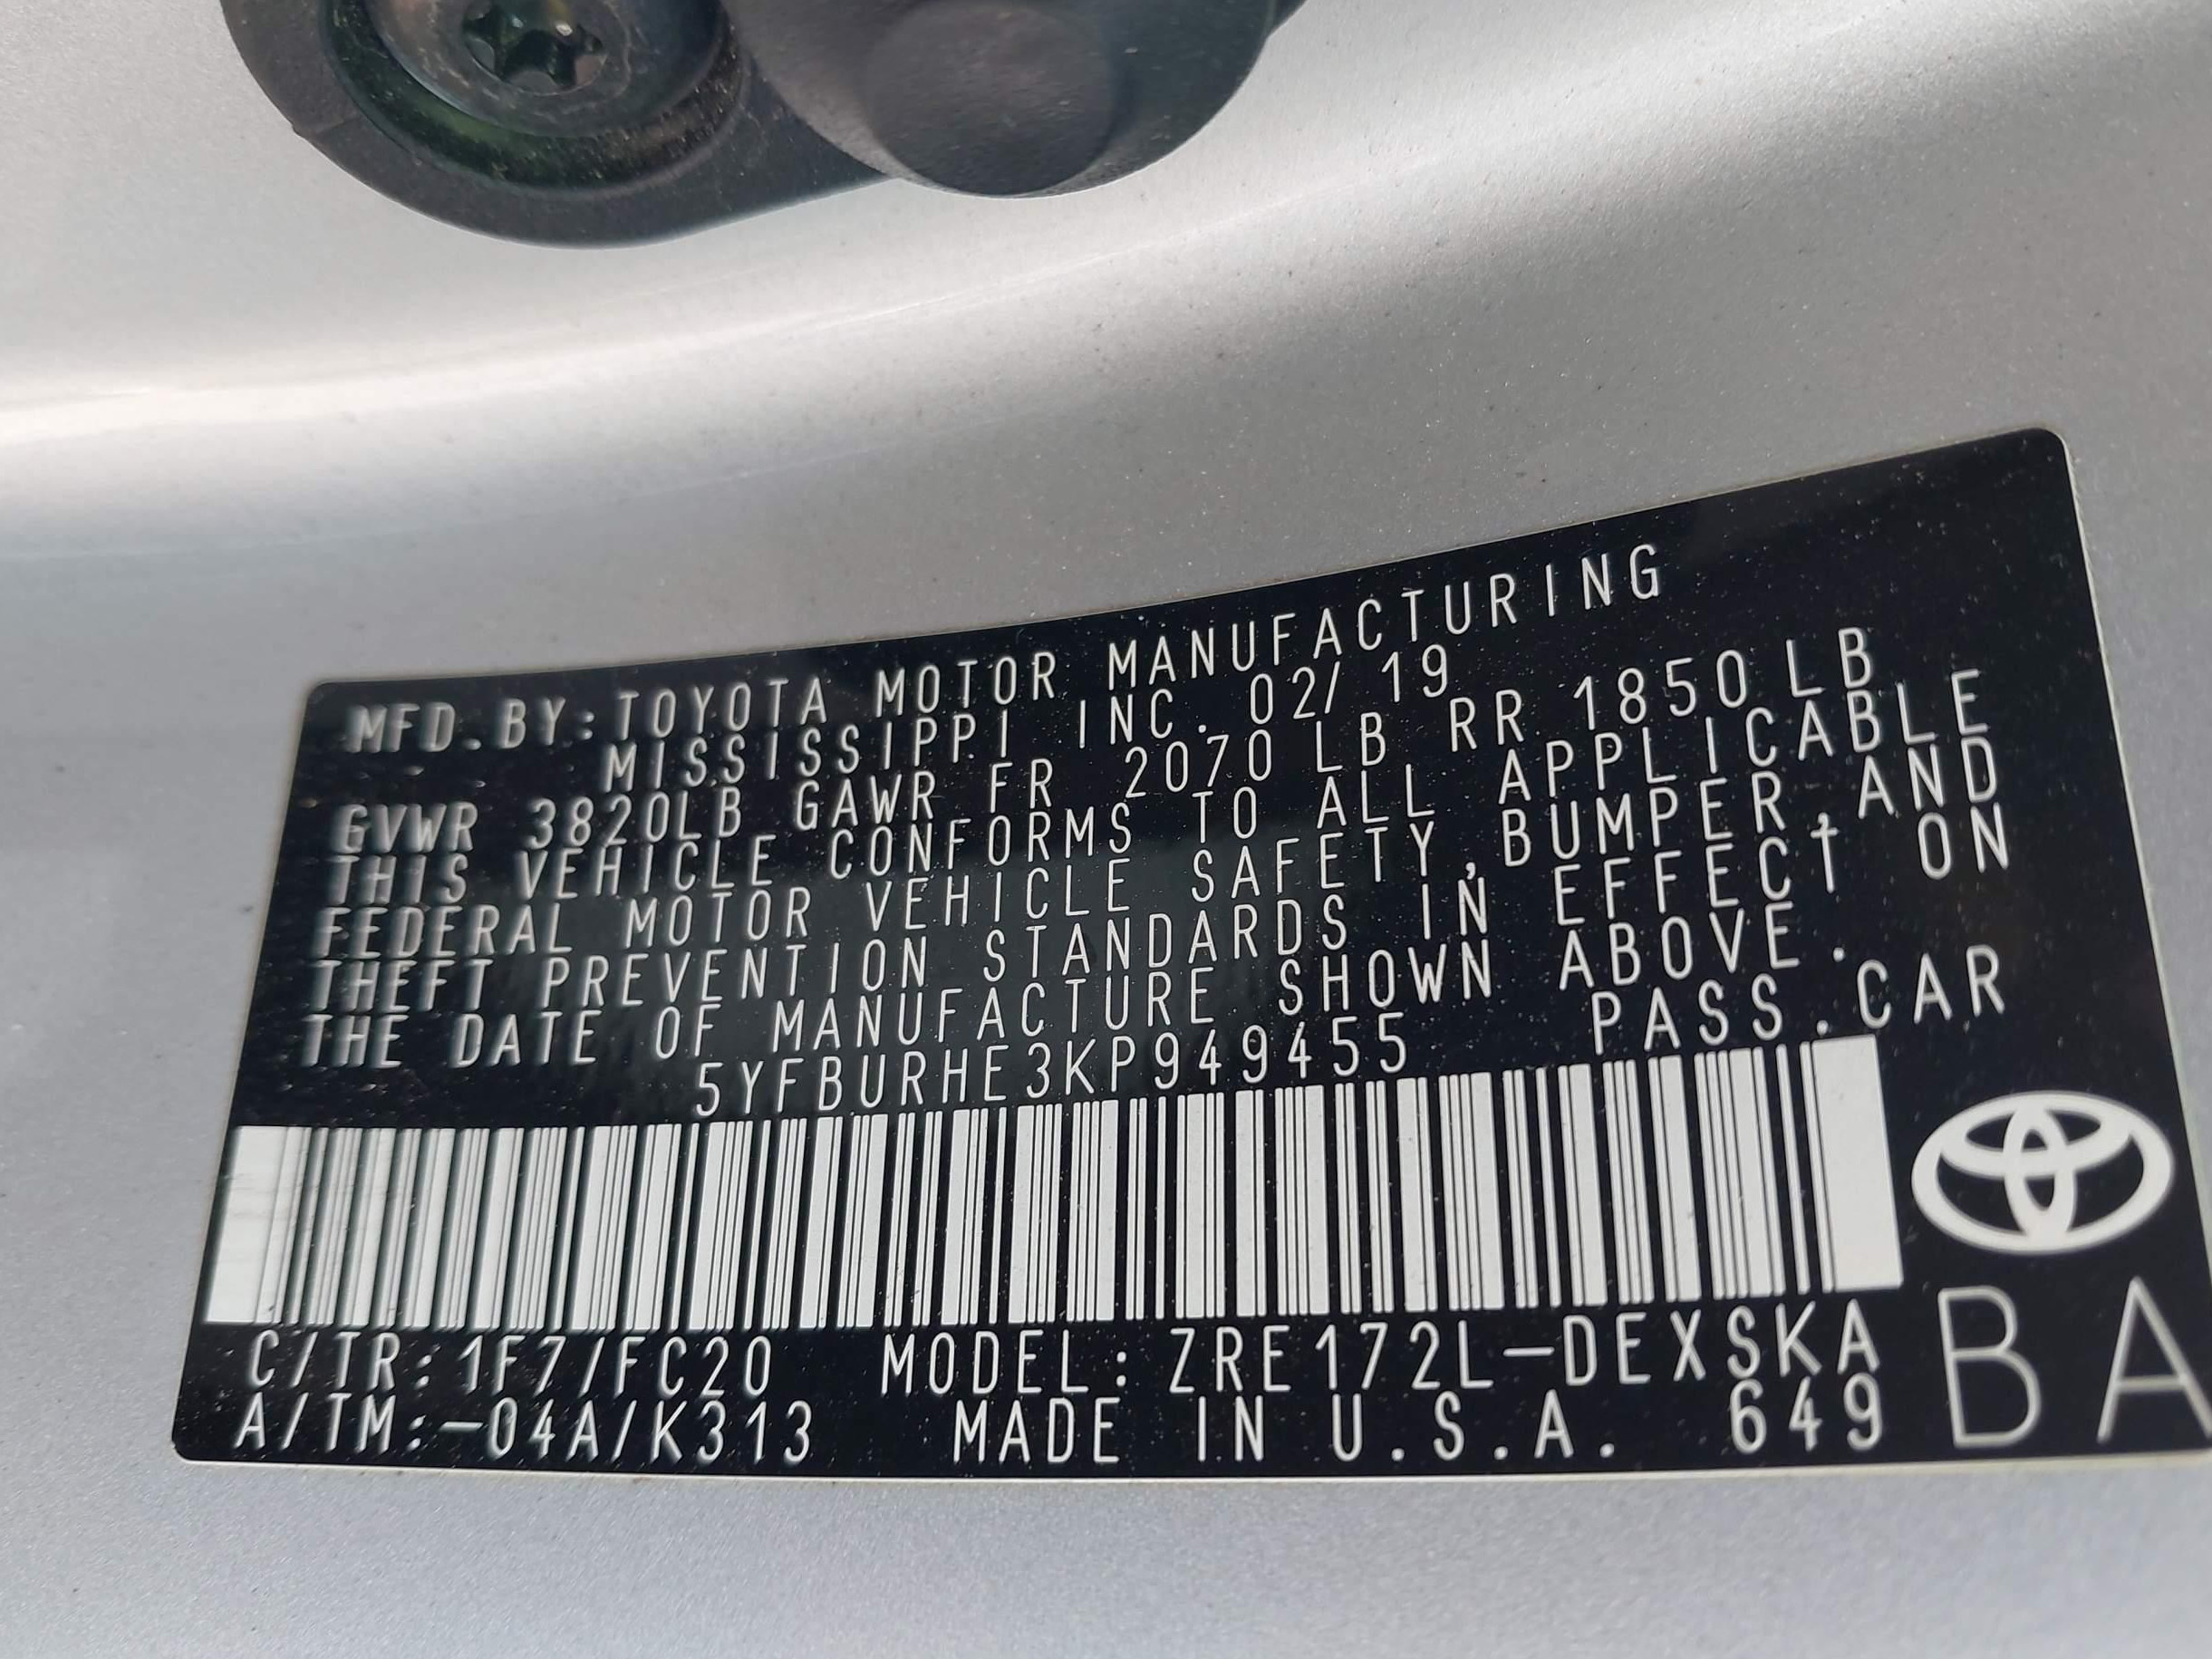 MFD.BY:TOYOTA MOTOR MANUFACTURING
MISSISSIPPI INC. 02/19
GVWR 3820LB GAWR FR 2070 LB RR 1850LB
THIS VEHICLE CONFORMS TO ALL APPLICABLE
FEDERAL MOTOR VEHICLE SAFETY,BUMPER,AND
THEFT PREVENTION STANDARDS IN EFFECT ON
THE DATE OF MANUFACTURE SHOWN ABOVE.
5YFBURHE3KP949455 PASS.CAR
C/TR:1F7/FC20 MODEL:ZRE172L-DEXSKA
A/TM:-04A/K313 MADE IN U.S.A. 649
BA